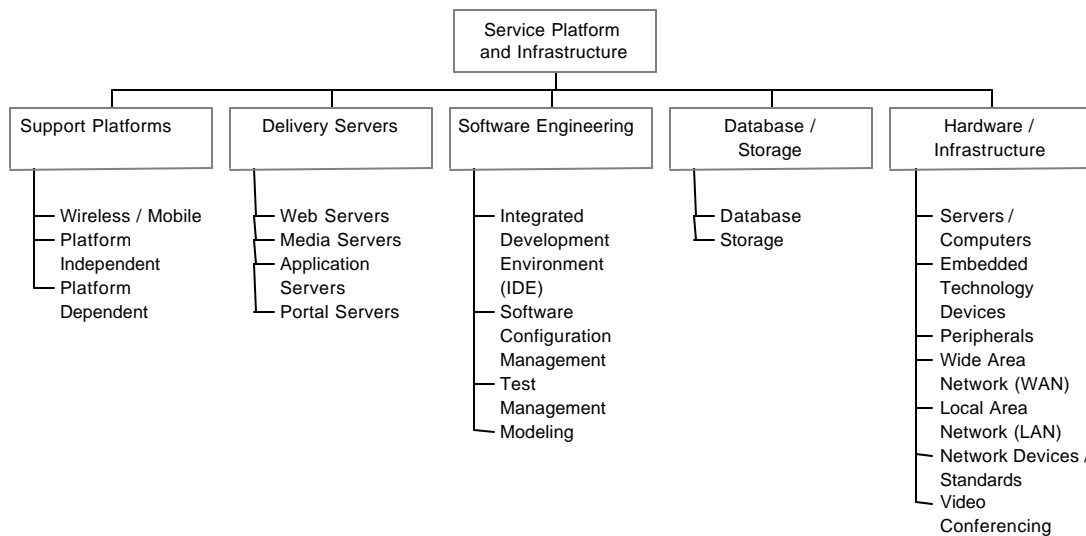 Service Platform
and Infrastructure
Support Platforms
Wireless / Mobile
Platform
Independent
Platform
Dependent
Delivery Servers
Web Servers
Media Servers
Application
Servers
Portal Servers
Software Engineering
Integrated
Development
Environment
(IDE)
Software
Configuration
Management
Test
Management
Modeling
Database /
Storage
Database
Storage
Hardware /
Infrastructure
Servers /
Computers
Embedded
Technology
Devices
Peripherals
Wide Area
Network (WAN)
Local Area
Network (LAN)
Network Devices /
Standards
Video
Conferencing